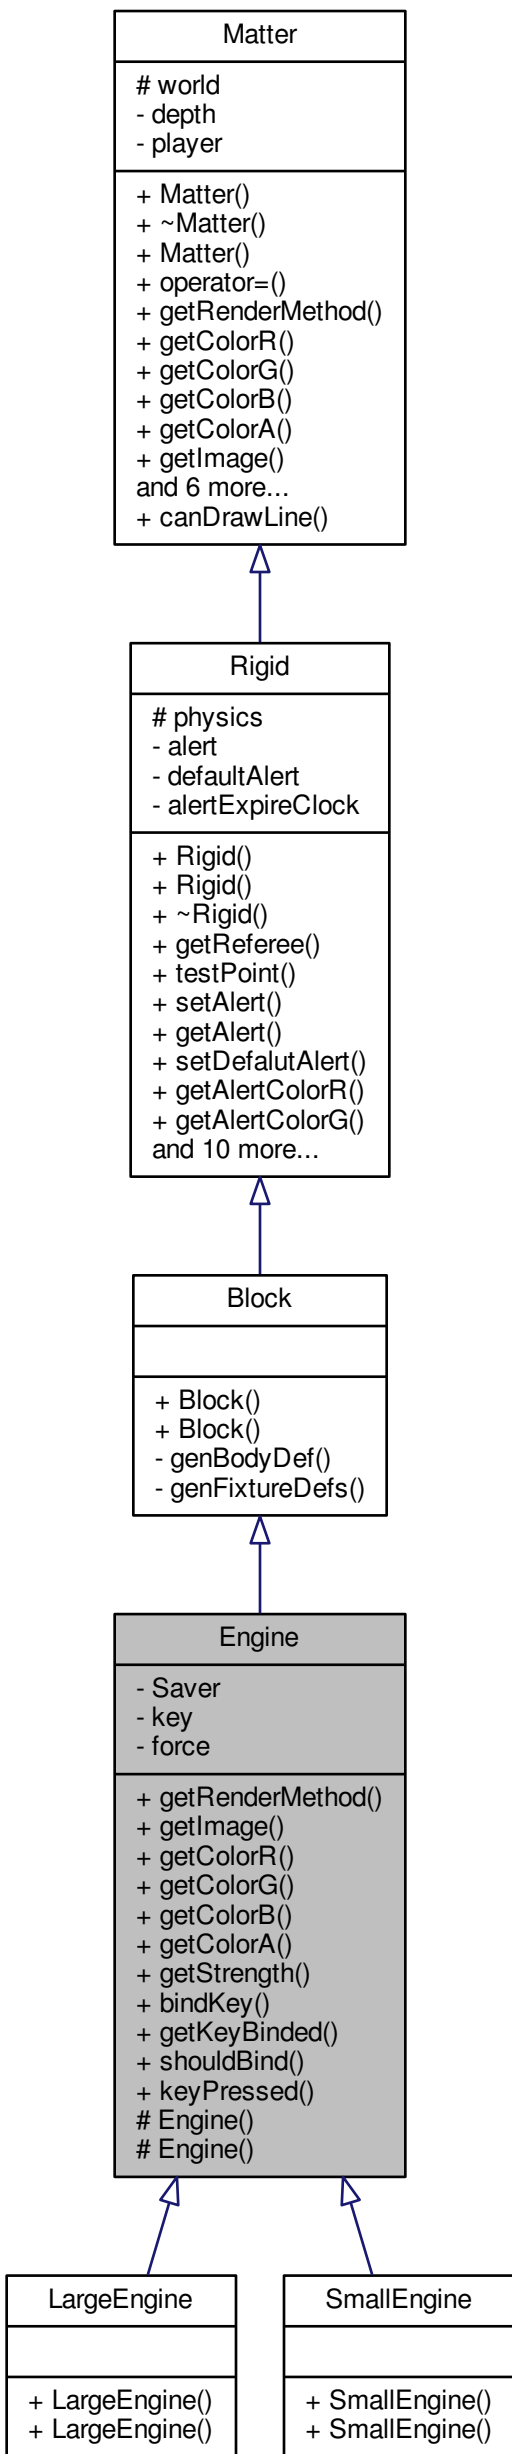 Matter
# world
- depth
- player
+ Matter()
+ ~Matter()
+ Matter()
+ operator=()
+ getRenderMethod()
+ getColorR()
+ getColorG()
+ getColorB()
+ getColorA()
+ getImage()
and 6 more...
+ canDrawLine()
Rigid
# physics
- alert
- defaultAlert
- alertExpireClock
+ Rigid()
+ Rigid()
+ ~Rigid()
+ getReferee()
+ testPoint()
+ setAlert()
+ getAlert()
+ setDefalutAlert()
+ getAlertColorR()
+ getAlertColorG()
and 10 more...
Block
+ Block()
+ Block()
- genBodyDef()
- genFixtureDefs()
Engine
- Saver
- key
- force
+ getRenderMethod()
+ getImage()
+ getColorR()
+ getColorG()
+ getColorB()
+ getColorA()
+ getStrength()
+ bindKey()
+ getKeyBinded()
+ shouldBind()
+ keyPressed()
# Engine()
# Engine()
LargeEngine
+ LargeEngine()
+ LargeEngine()
SmallEngine
+ SmallEngine()
+ SmallEngine()